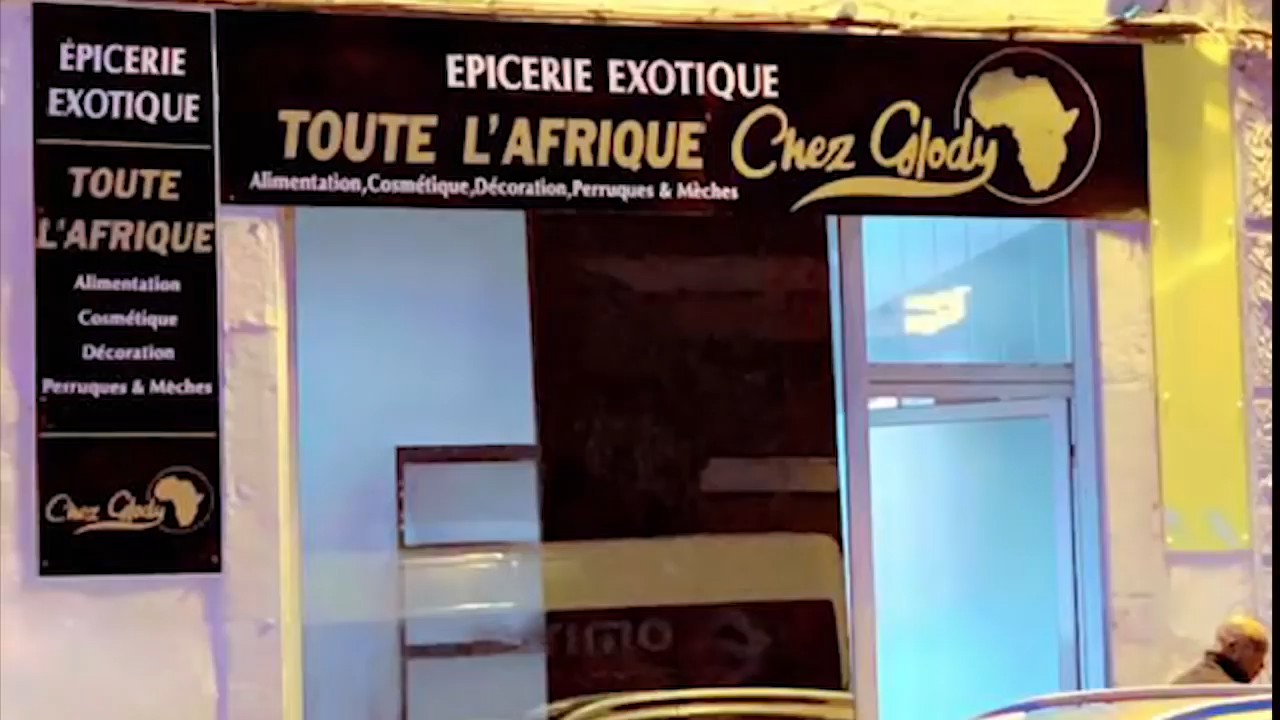 ÉPICERIE
EXOTIQUE
TOUTE
L'AFRIQUE
Alimentation
Cosmétique
Décoration
Perruques & Mèches
Chez Glody
EPICERIE EXOTIQUE
TOUTE L'AFRIQUE Chez Glody
Alimentation,Cosmétique,Décoration,Perruques & Mèches